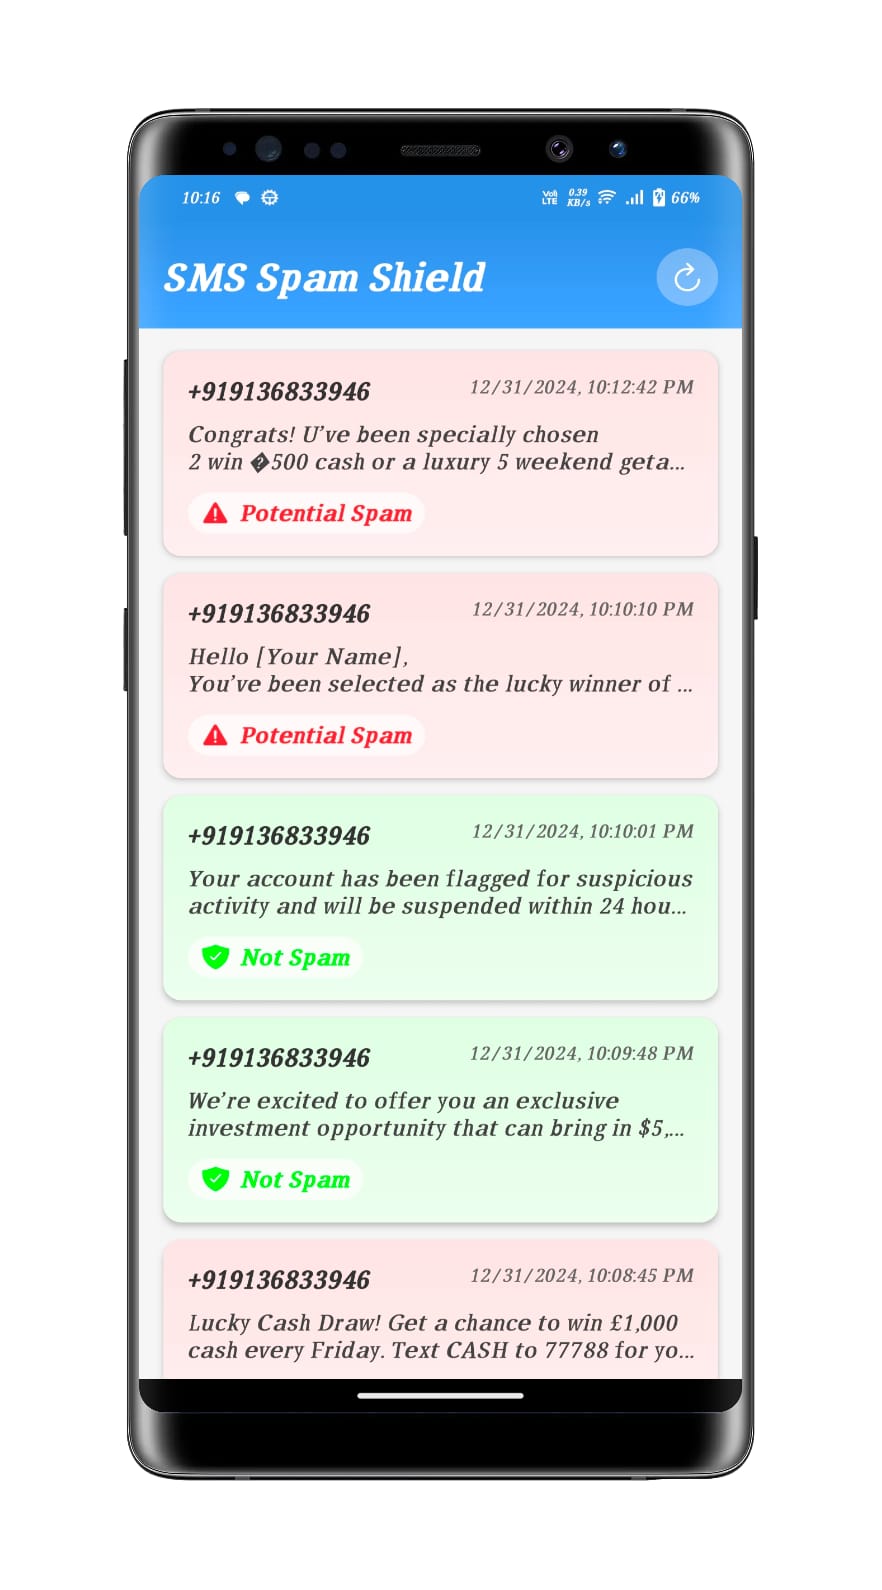 10:16 Vo) LTE 0.39 KB/s 66%
SMS Spam Shield
+919136833946 12/31/2024, 10:12:42 PM
Congrats! U've been specially chosen
2 win �500 cash or a luxury 5 weekend geta...
Potential Spam
+919136833946 12/31/2024, 10:10:10 PM
Hello [Your Name],
You've been selected as the lucky winner of ...
Potential Spam
+919136833946 12/31/2024, 10:10:01 PM
Your account has been flagged for suspicious
activity and will be suspended within 24 hou...
Not Spam
+919136833946 12/31/2024, 10:09:48 PM
We're excited to offer you an exclusive
investment opportunity that can bring in $5,...
Not Spam
+919136833946 12/31/2024, 10:08:45 PM
Lucky Cash Draw! Get a chance to win £1,000
cash every Friday. Text CASH to 77788 for yo...